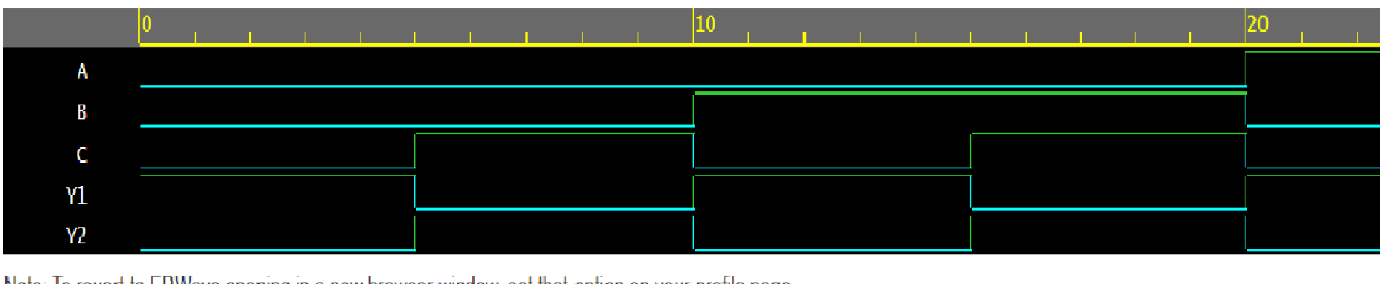 0 10 20
A
B
C
Y1
Y2
Note: To revert to EPWave opening in a new browser window, set that option on your profile page.